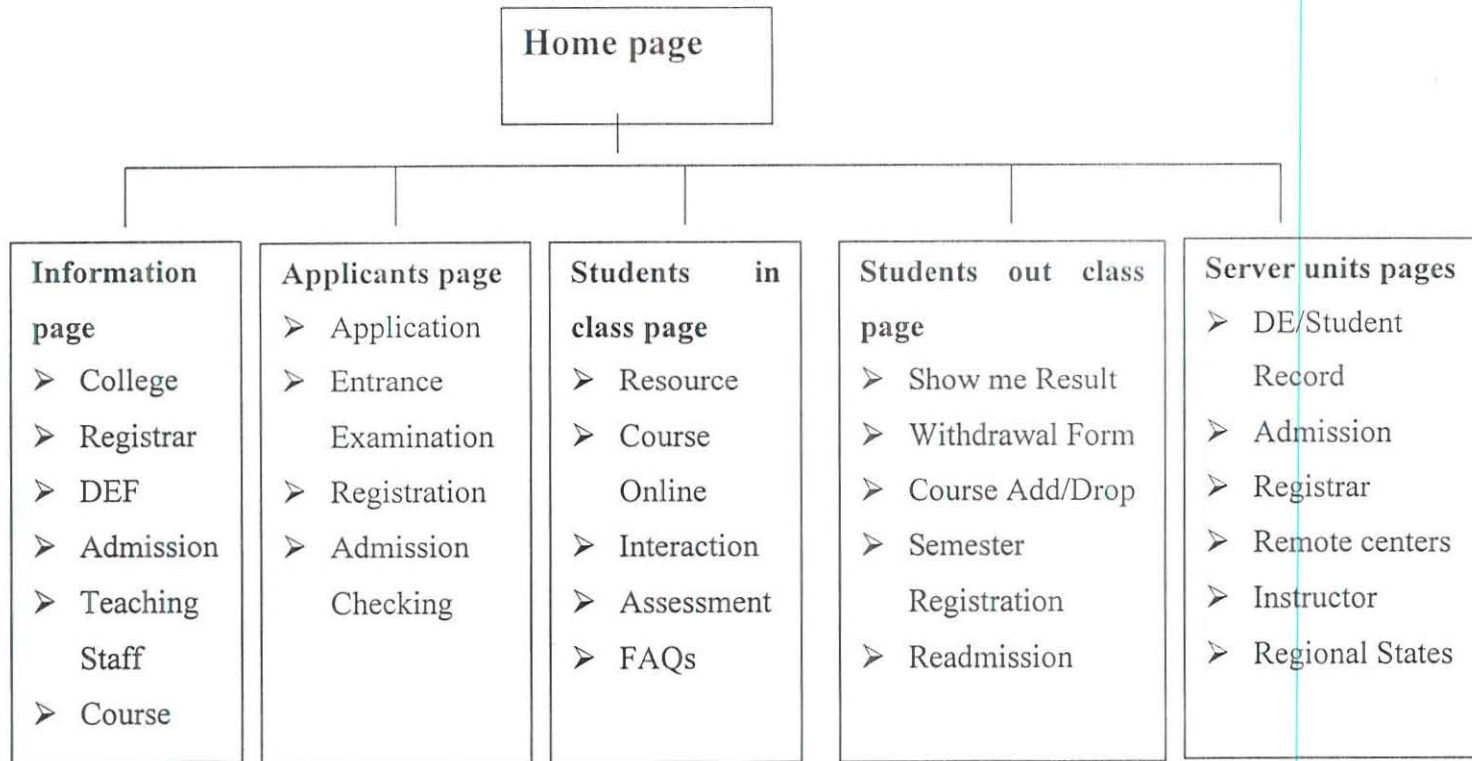 Home page
Information
page
➢ College
➢ Registrar
➢ DEF
➢ Admission
➢ Teaching
Staff
➢ Course
Applicants page
➢ Application
➢ Entrance
Examination
➢ Registration
➢ Admission
Checking
Students in
class page
➢ Resource
➢ Course
Online
➢ Interaction
➢ Assessment
➢ FAQs
Students out class
page
➢ Show me Result
➢ Withdrawal Form
➢ Course Add/Drop
➢ Semester
Registration
➢ Readmission
Server units pages
➢ DE/Student
Record
➢ Admission
➢ Registrar
➢ Remote centers
➢ Instructor
➢ Regional States